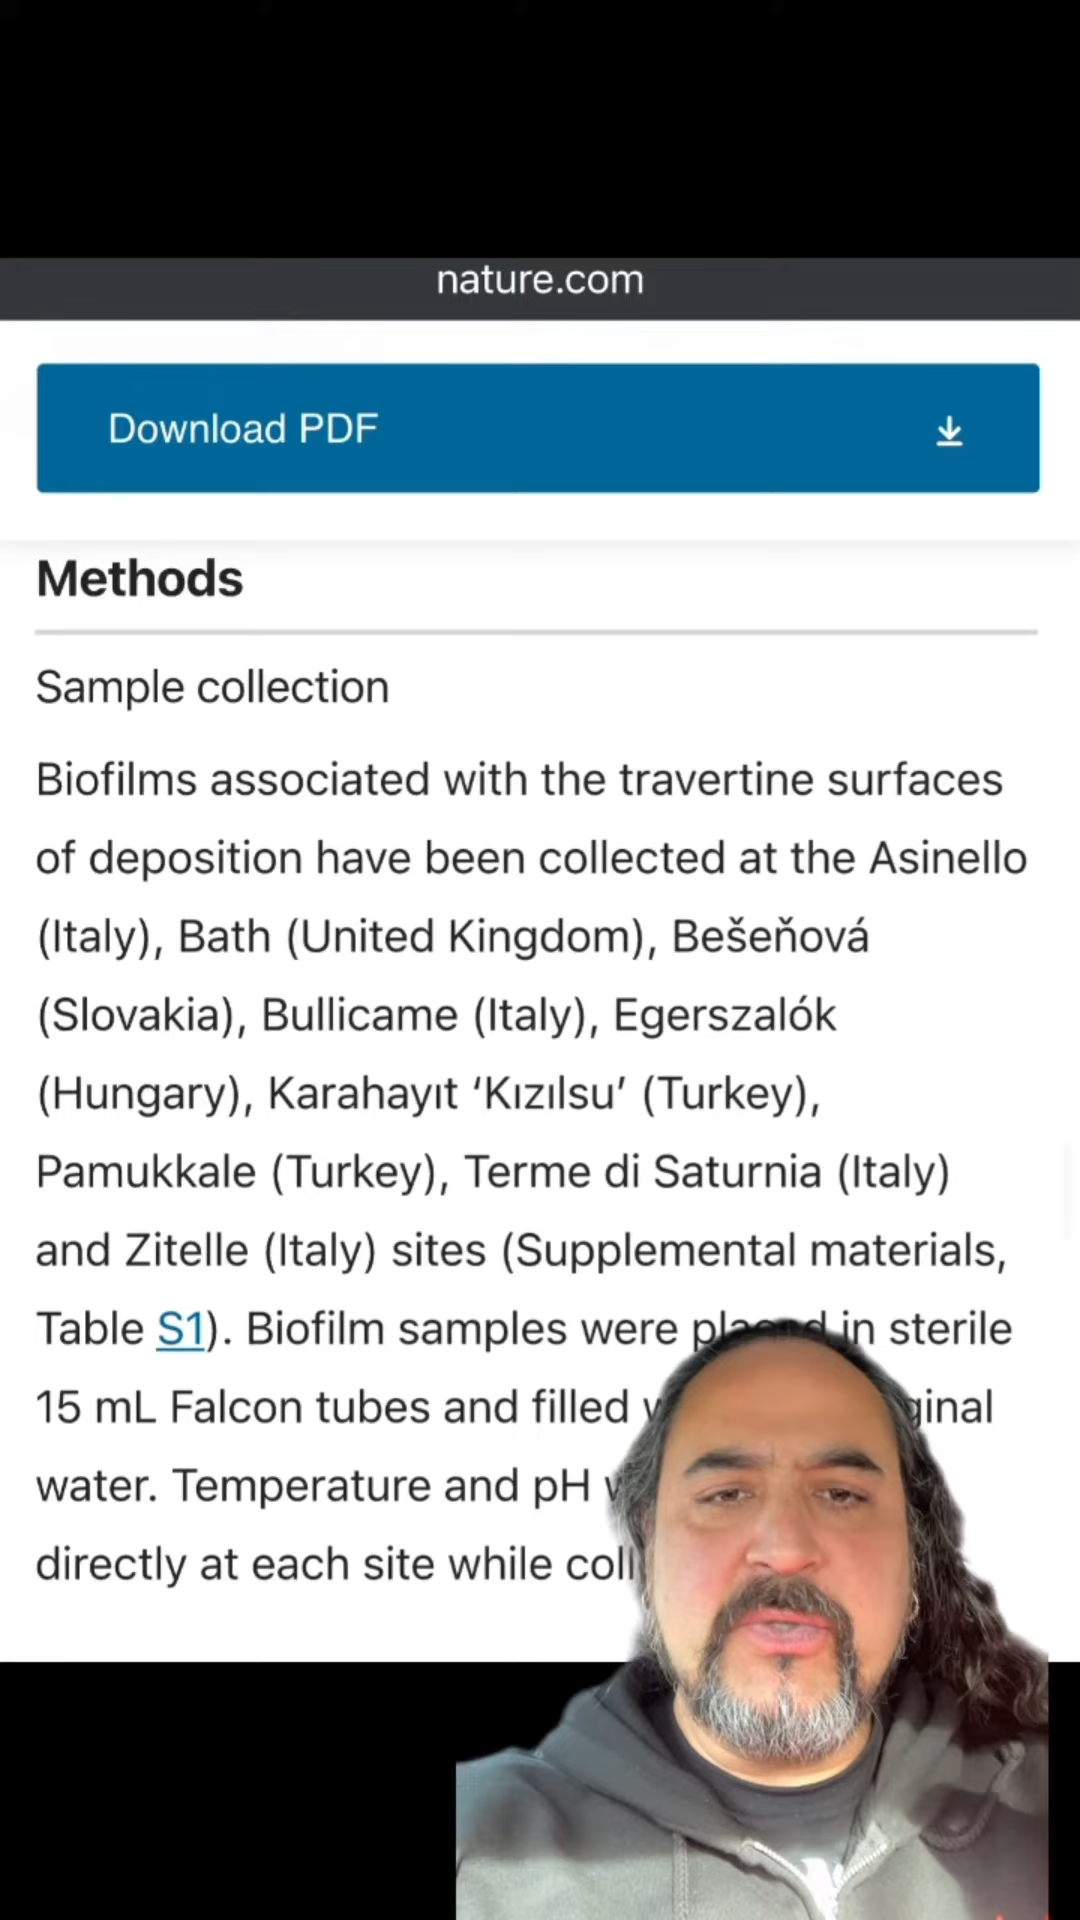 nature.com
Download PDF
Methods
Sample collection
Biofilms associated with the travertine surfaces
of deposition have been collected at the Asinello
(Italy), Bath (United Kingdom), Bešeňová
(Slovakia), Bullicame (Italy), Egerszalók
(Hungary), Karahayıt ‘Kızılsu’ (Turkey),
Pamukkale (Turkey), Terme di Saturnia (Italy)
and Zitelle (Italy) sites (Supplemental materials,
Table S1). Biofilm samples were placed in sterile
15 mL Falcon tubes and filled
water. Temperature and pH
directly at each site while